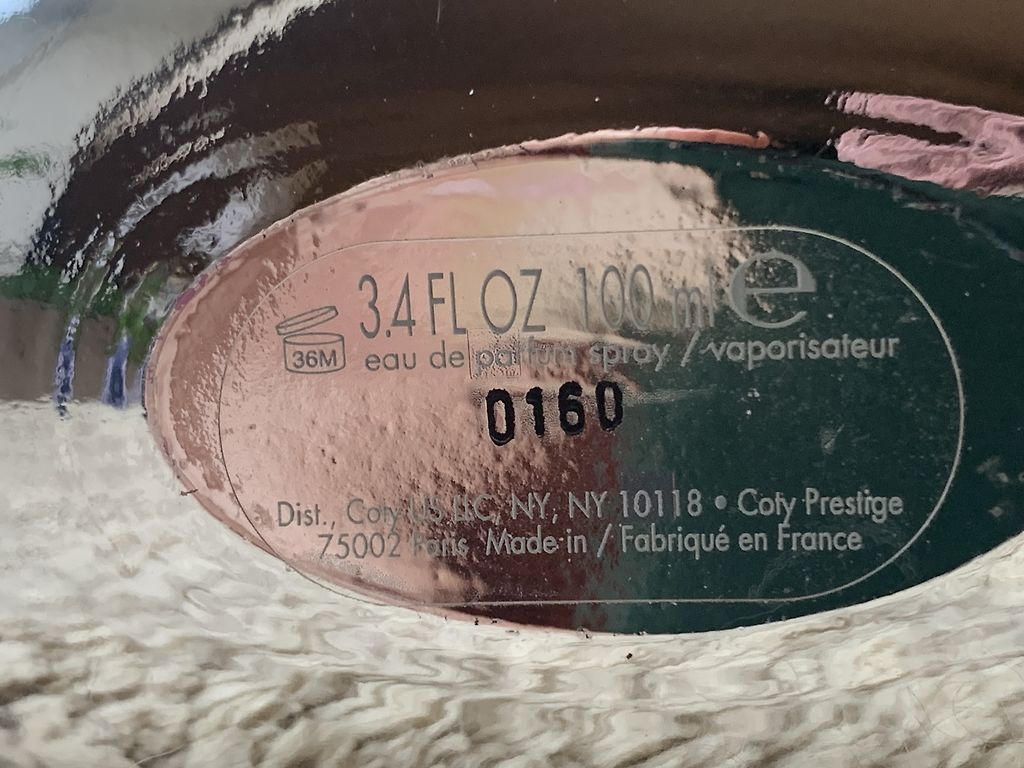 3.4 FL OZ 100 ml e
36M
eau de parfum spray / vaporisateur
0160
Dist., Coty US LLC, NY, NY 10118 • Coty Prestige
75002 Paris Made in / Fabriqué en France